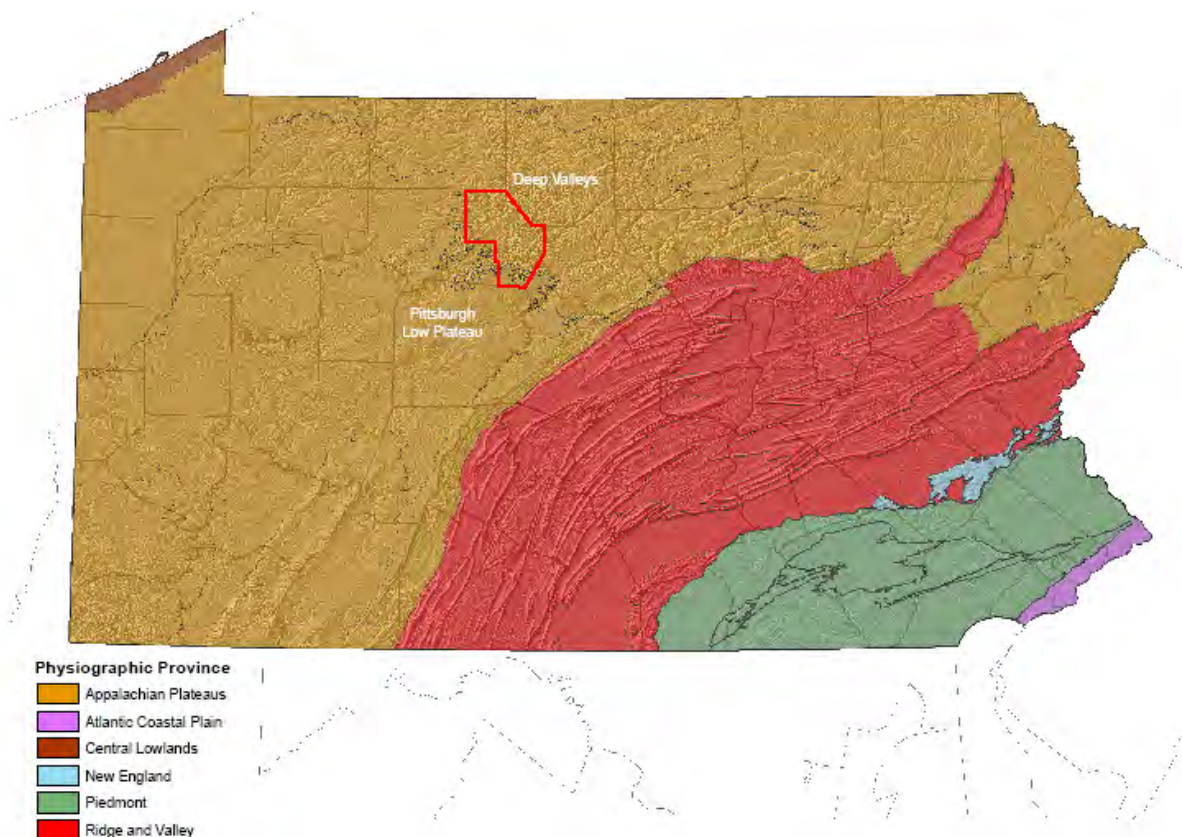 Deep Valleys
Pittsburgh
Low Plateau
Physiographic Province
Appalachian Plateaus
Atlantic Coastal Plain
Central Lowlands
New England
Piedmont
Ridge and Valley